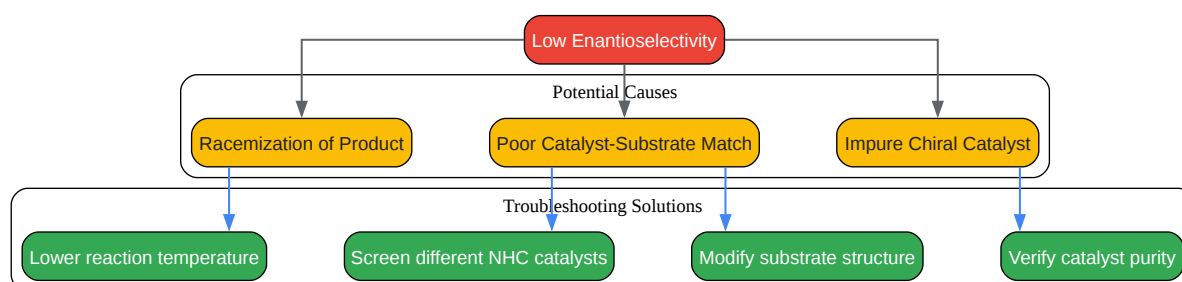 Low Enantioselectivity
Potential Causes
Racemization of Product
Poor Catalyst-Substrate Match
Impure Chiral Catalyst
Troubleshooting Solutions
Lower reaction temperature
Screen different NHC catalysts
Modify substrate structure
Verify catalyst purity